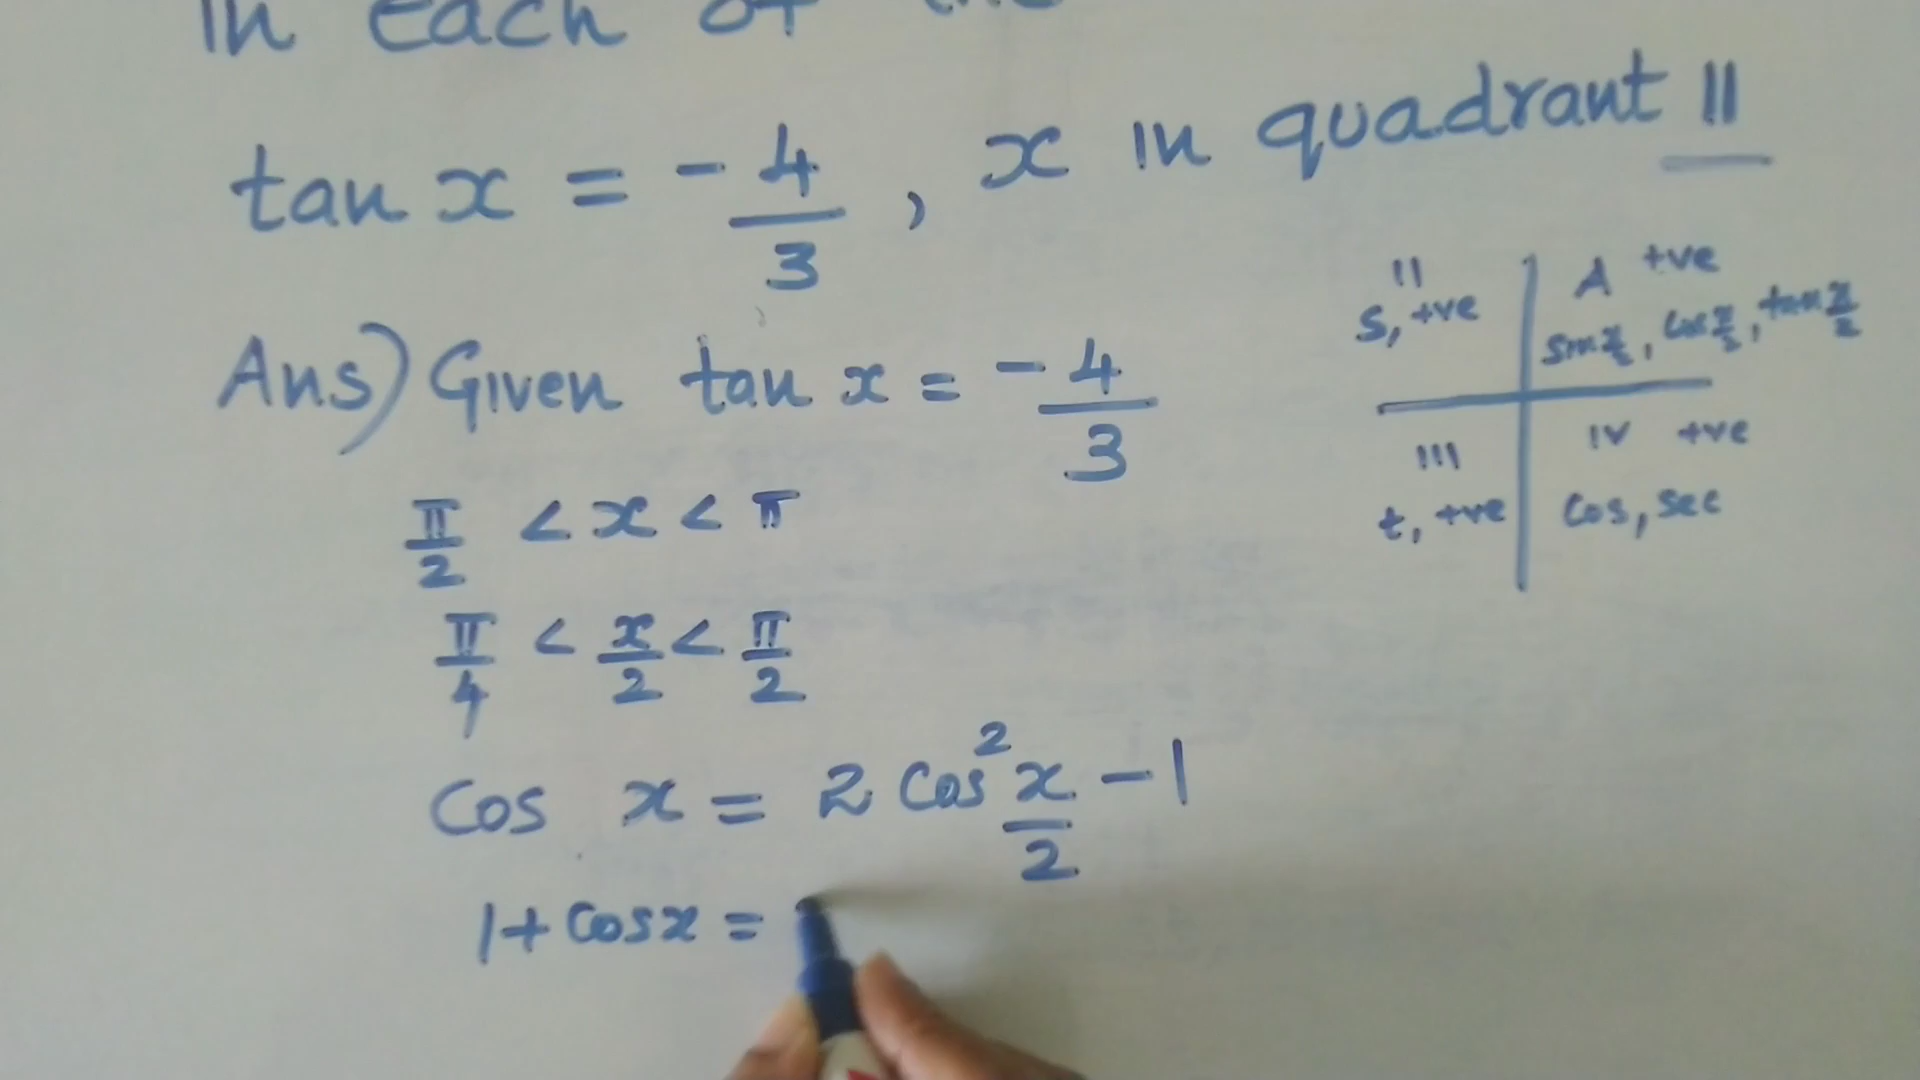 In each of the
tan x = - 4/3 , x in quadrant II
II
S, +ve
A +ve
sin x/2, cos x/2, tan x/2
Ans) Given tan x = - 4/3
III
t, +ve
IV +ve
cos, sec
π/2 < x < π
π/4 < x/2 < π/2
Cos x = 2 Cos² x/2 - 1
1 + Cos x =